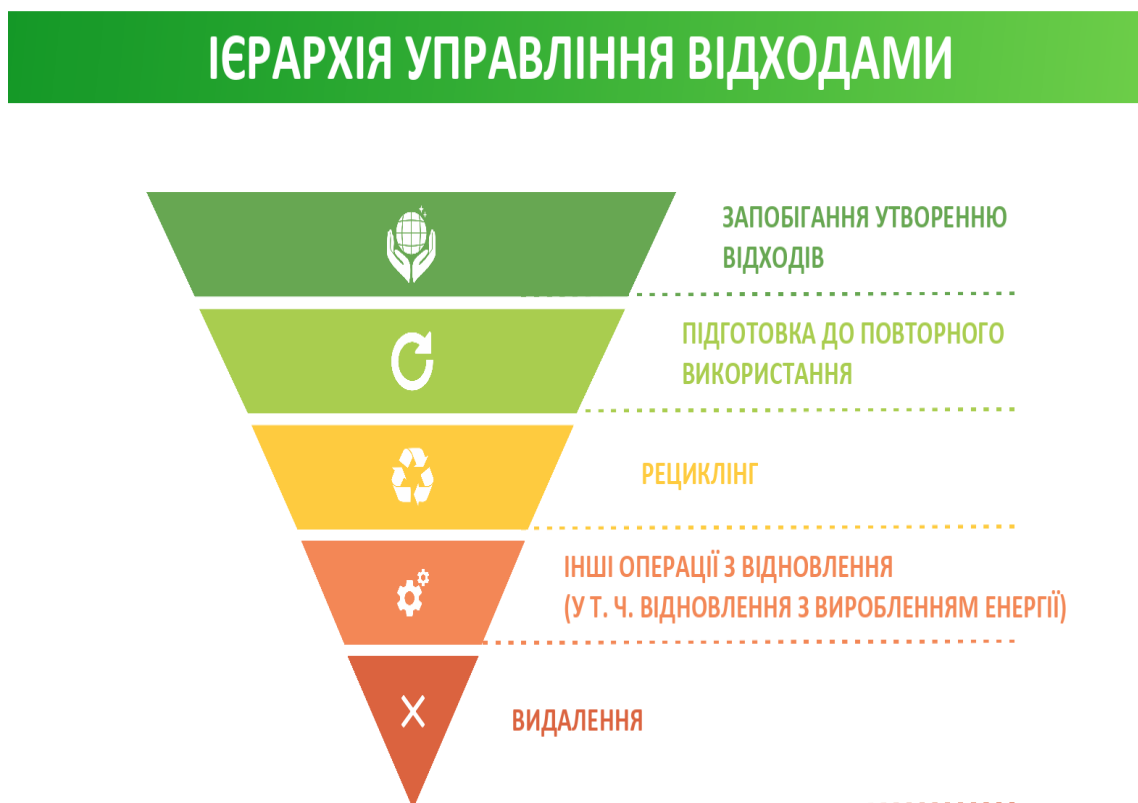 ІЄРАРХІЯ УПРАВЛІННЯ ВІДХОДАМИ
ЗАПОБІГАННЯ УТВОРЕННЮ
ВІДХОДІВ
ПІДГОТОВКА ДО ПОВТОРНОГО
ВИКОРИСТАННЯ
РЕЦИКЛІНГ
ІНШІ ОПЕРАЦІЇ З ВІДНОВЛЕННЯ
(У Т. Ч. ВІДНОВЛЕННЯ З ВИРОБЛЕННЯМ ЕНЕРГІЇ)
ВИДАЛЕННЯ